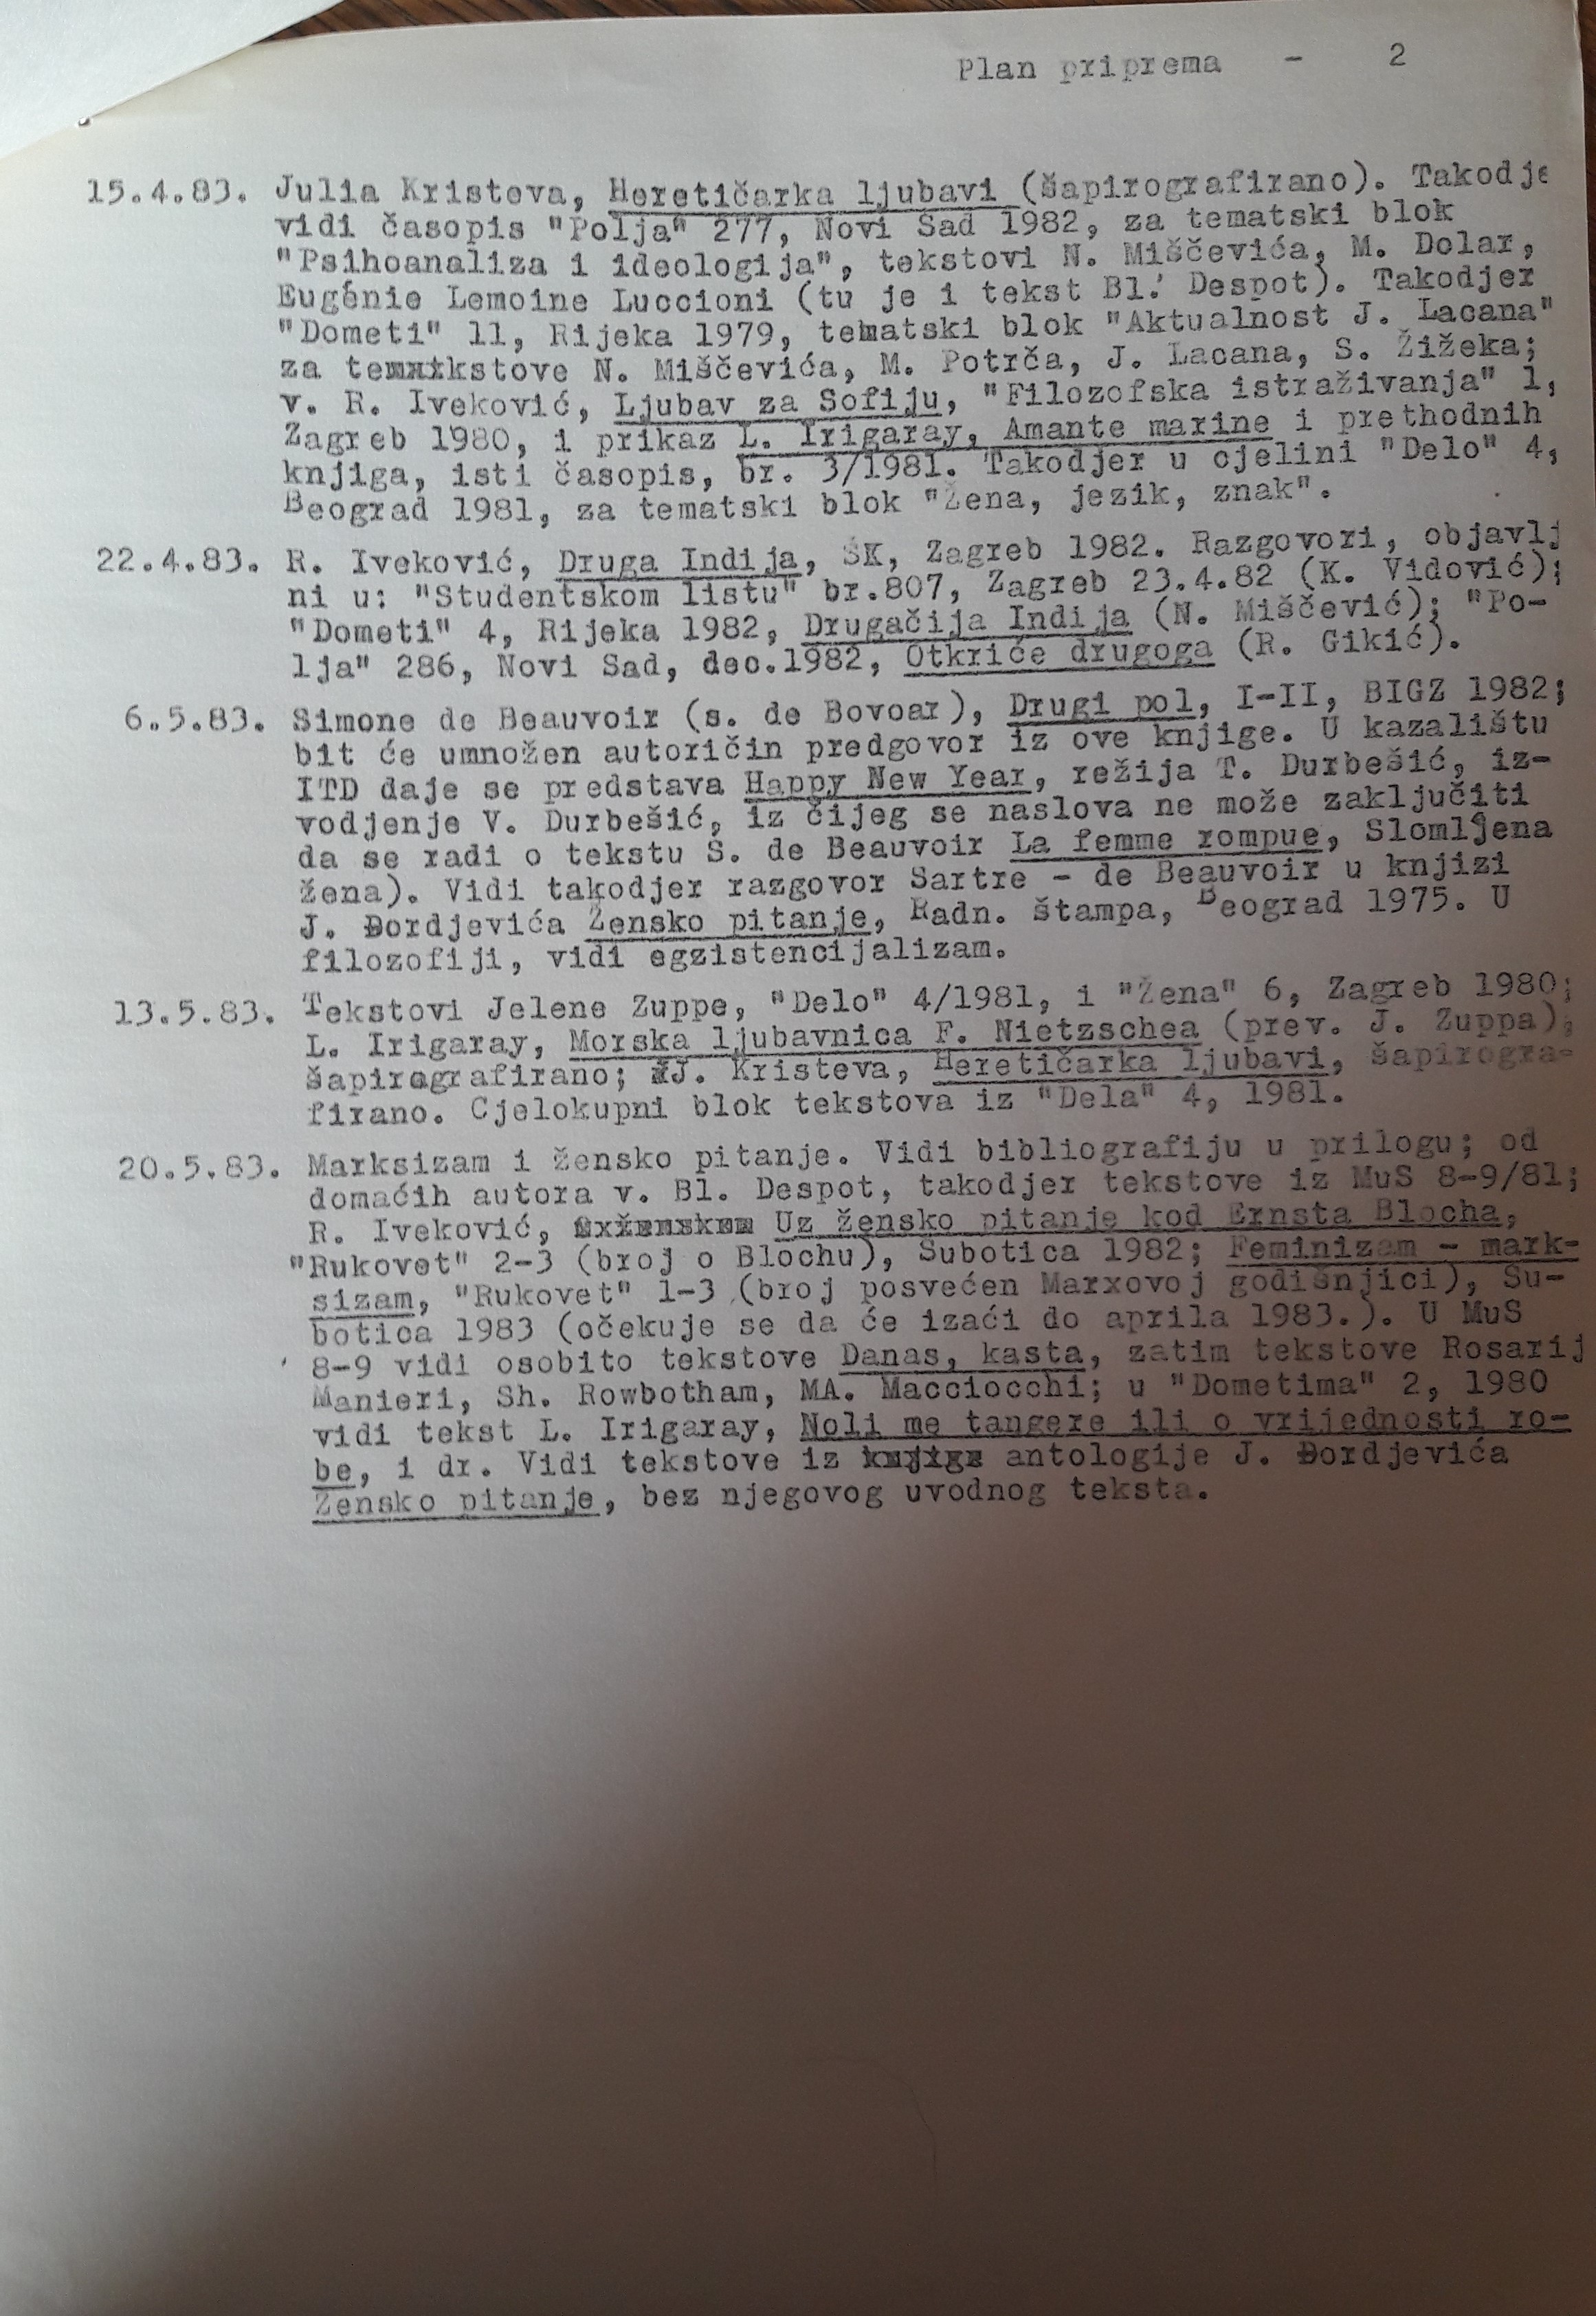 Plan priprema - 2
15.4.83. Julia Kristeva, Heretičarka ljubavi (šapirografirano). Takodje
vidi časopis "Polja" 277, Novi Sad 1982, za tematski blok
"Psihoanaliza i ideologija", tekstovi N. Miščevića, M. Dolar,
Eugénie Lemoine Luccioni (tu je i tekst Bl. Despot). Takodjer
"Dometi" 11, Rijeka 1979, tematski blok "Aktualnost J. Lacana"
za tekstove N. Miščevića, M. Potrča, J. Lacana, S. Žižeka;
v. R. Iveković, Ljubav za Sofiju, "Filozofska istraživanja" 1,
Zagreb 1980, i prikaz L. Irigaray, Amante marine i prethodnih
knjiga, isti časopis, br. 3/1981. Takodjer u cjelini "Delo" 4,
Beograd 1981, za tematski blok "Žena, jezik, znak".
22.4.83. R. Iveković, Druga Indija, ŠK, Zagreb 1982. Razgovori, objavlj
ni u: "Studentskom listu" br.807, Zagreb 23.4.82 (K. Vidović);
"Dometi" 4, Rijeka 1982, Drugačija Indija (N. Miščević); "Po-
lja" 286, Novi Sad, dec.1982, Otkriće drugoga (R. Gikić).
6.5.83. Simone de Beauvoir (s. de Bovoar), Drugi pol, I-II, BIGZ 1982;
bit će umnožen autoričin predgovor iz ove knjige. U kazalištu
ITD daje se predstava Happy New Year, režija T. Durbešić, iz-
vodjenje V. Durbešić, iz čijeg se naslova ne može zaključiti
da se radi o tekstu S. de Beauvoir La femme rompue, Slomljena
žena). Vidi takodjer razgovor Sartre - de Beauvoir u knjizi
J. Đordjevića Žensko pitanje, Radn. štampa, Beograd 1975. U
filozofiji, vidi egzistencijalizam.
13.5.83. Tekstovi Jelene Zuppe, "Delo" 4/1981, i "Žena" 6, Zagreb 1980;
L. Irigaray, Morska ljubavnica F. Nietzschea (prev. J. Zuppa),
šapirografirano; J. Kristeva, Heretičarka ljubavi, šapirogra-
firano. Cjelokupni blok tekstova iz "Dela" 4, 1981.
20.5.83. Marksizam i žensko pitanje. Vidi bibliografiju u prilogu; od
domaćih autora v. Bl. Despot, takodjer tekstove iz MuS 8-9/81;
R. Iveković, Uz žensko pitanje kod Ernsta Blocha,
"Rukovet" 2-3 (broj o Blochu), Subotica 1982; Feminizam - mark-
sizam, "Rukovet" 1-3 (broj posvećen Marxovoj godišnjici), Su-
botica 1983 (očekuje se da će izaći do aprila 1983.). U MuS
8-9 vidi osobito tekstove Danas, kasta, zatim tekstove Rosarij
Manieri, Sh. Rowbotham, MA. Macciocchi; u "Dometima" 2, 1980
vidi tekst L. Irigaray, Noli me tangere ili o vrijednosti ro-
be, i dr. Vidi tekstove iz antologije J. Đordjevića
Žensko pitanje, bez njegovog uvodnog teksta.